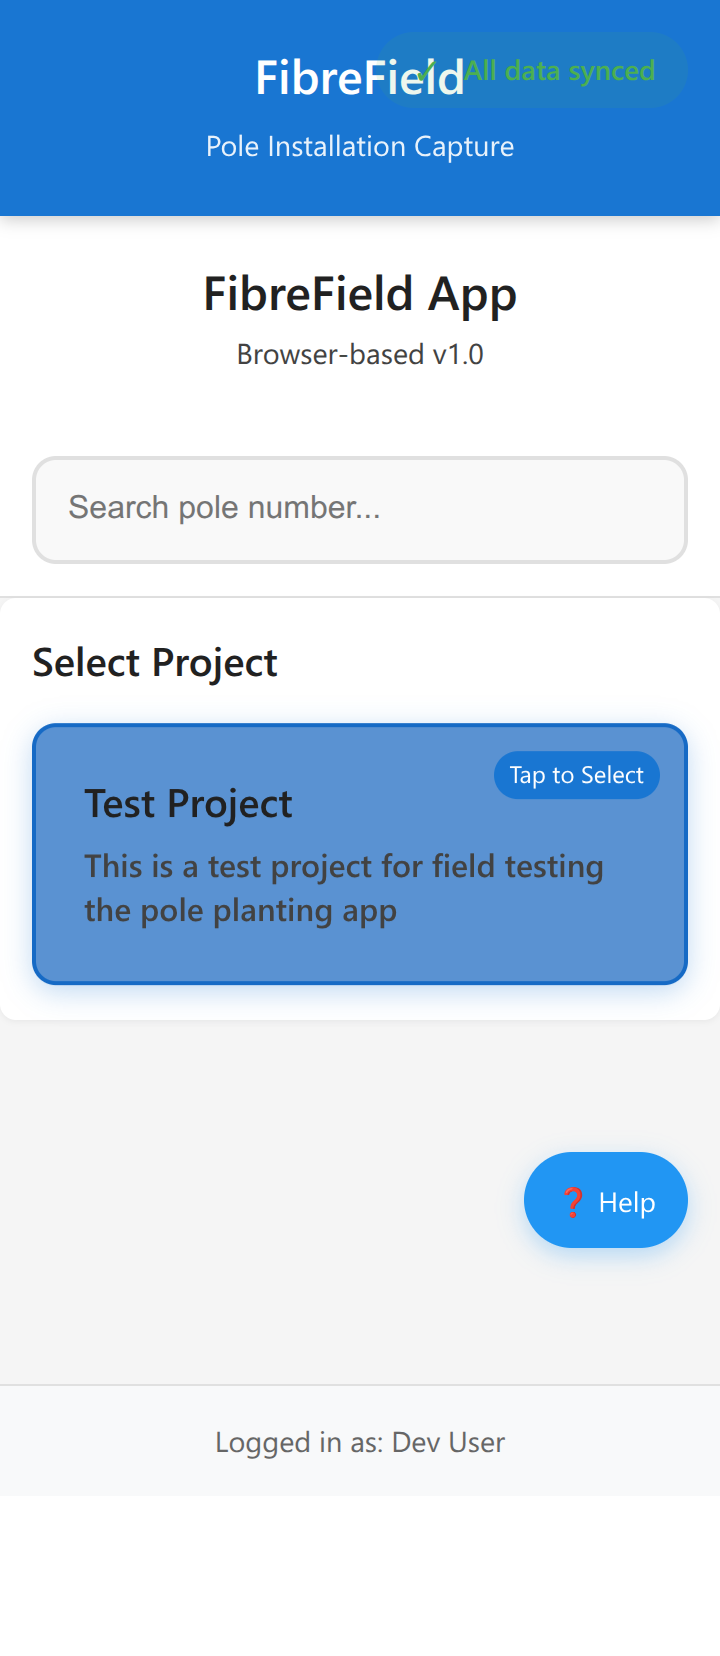 FibreField
✓ All data synced
Pole Installation Capture
FibreField App
Browser-based v1.0
Search pole number...
Select Project
Tap to Select
Test Project
This is a test project for field testing
the pole planting app
❓ Help
Logged in as: Dev User